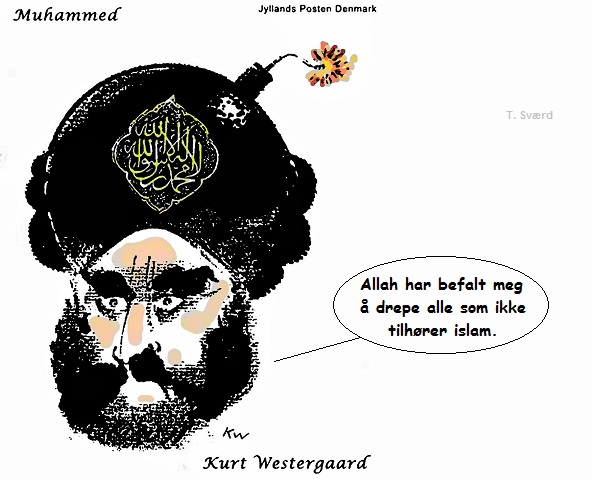 Muhammed
Jyllands Posten Denmark
T. Sværd
لا إله إلا الله محمد رسول الله
Allah har befalt meg
å drepe alle som ikke
tilhører islam.
KW
Kurt Westergaard